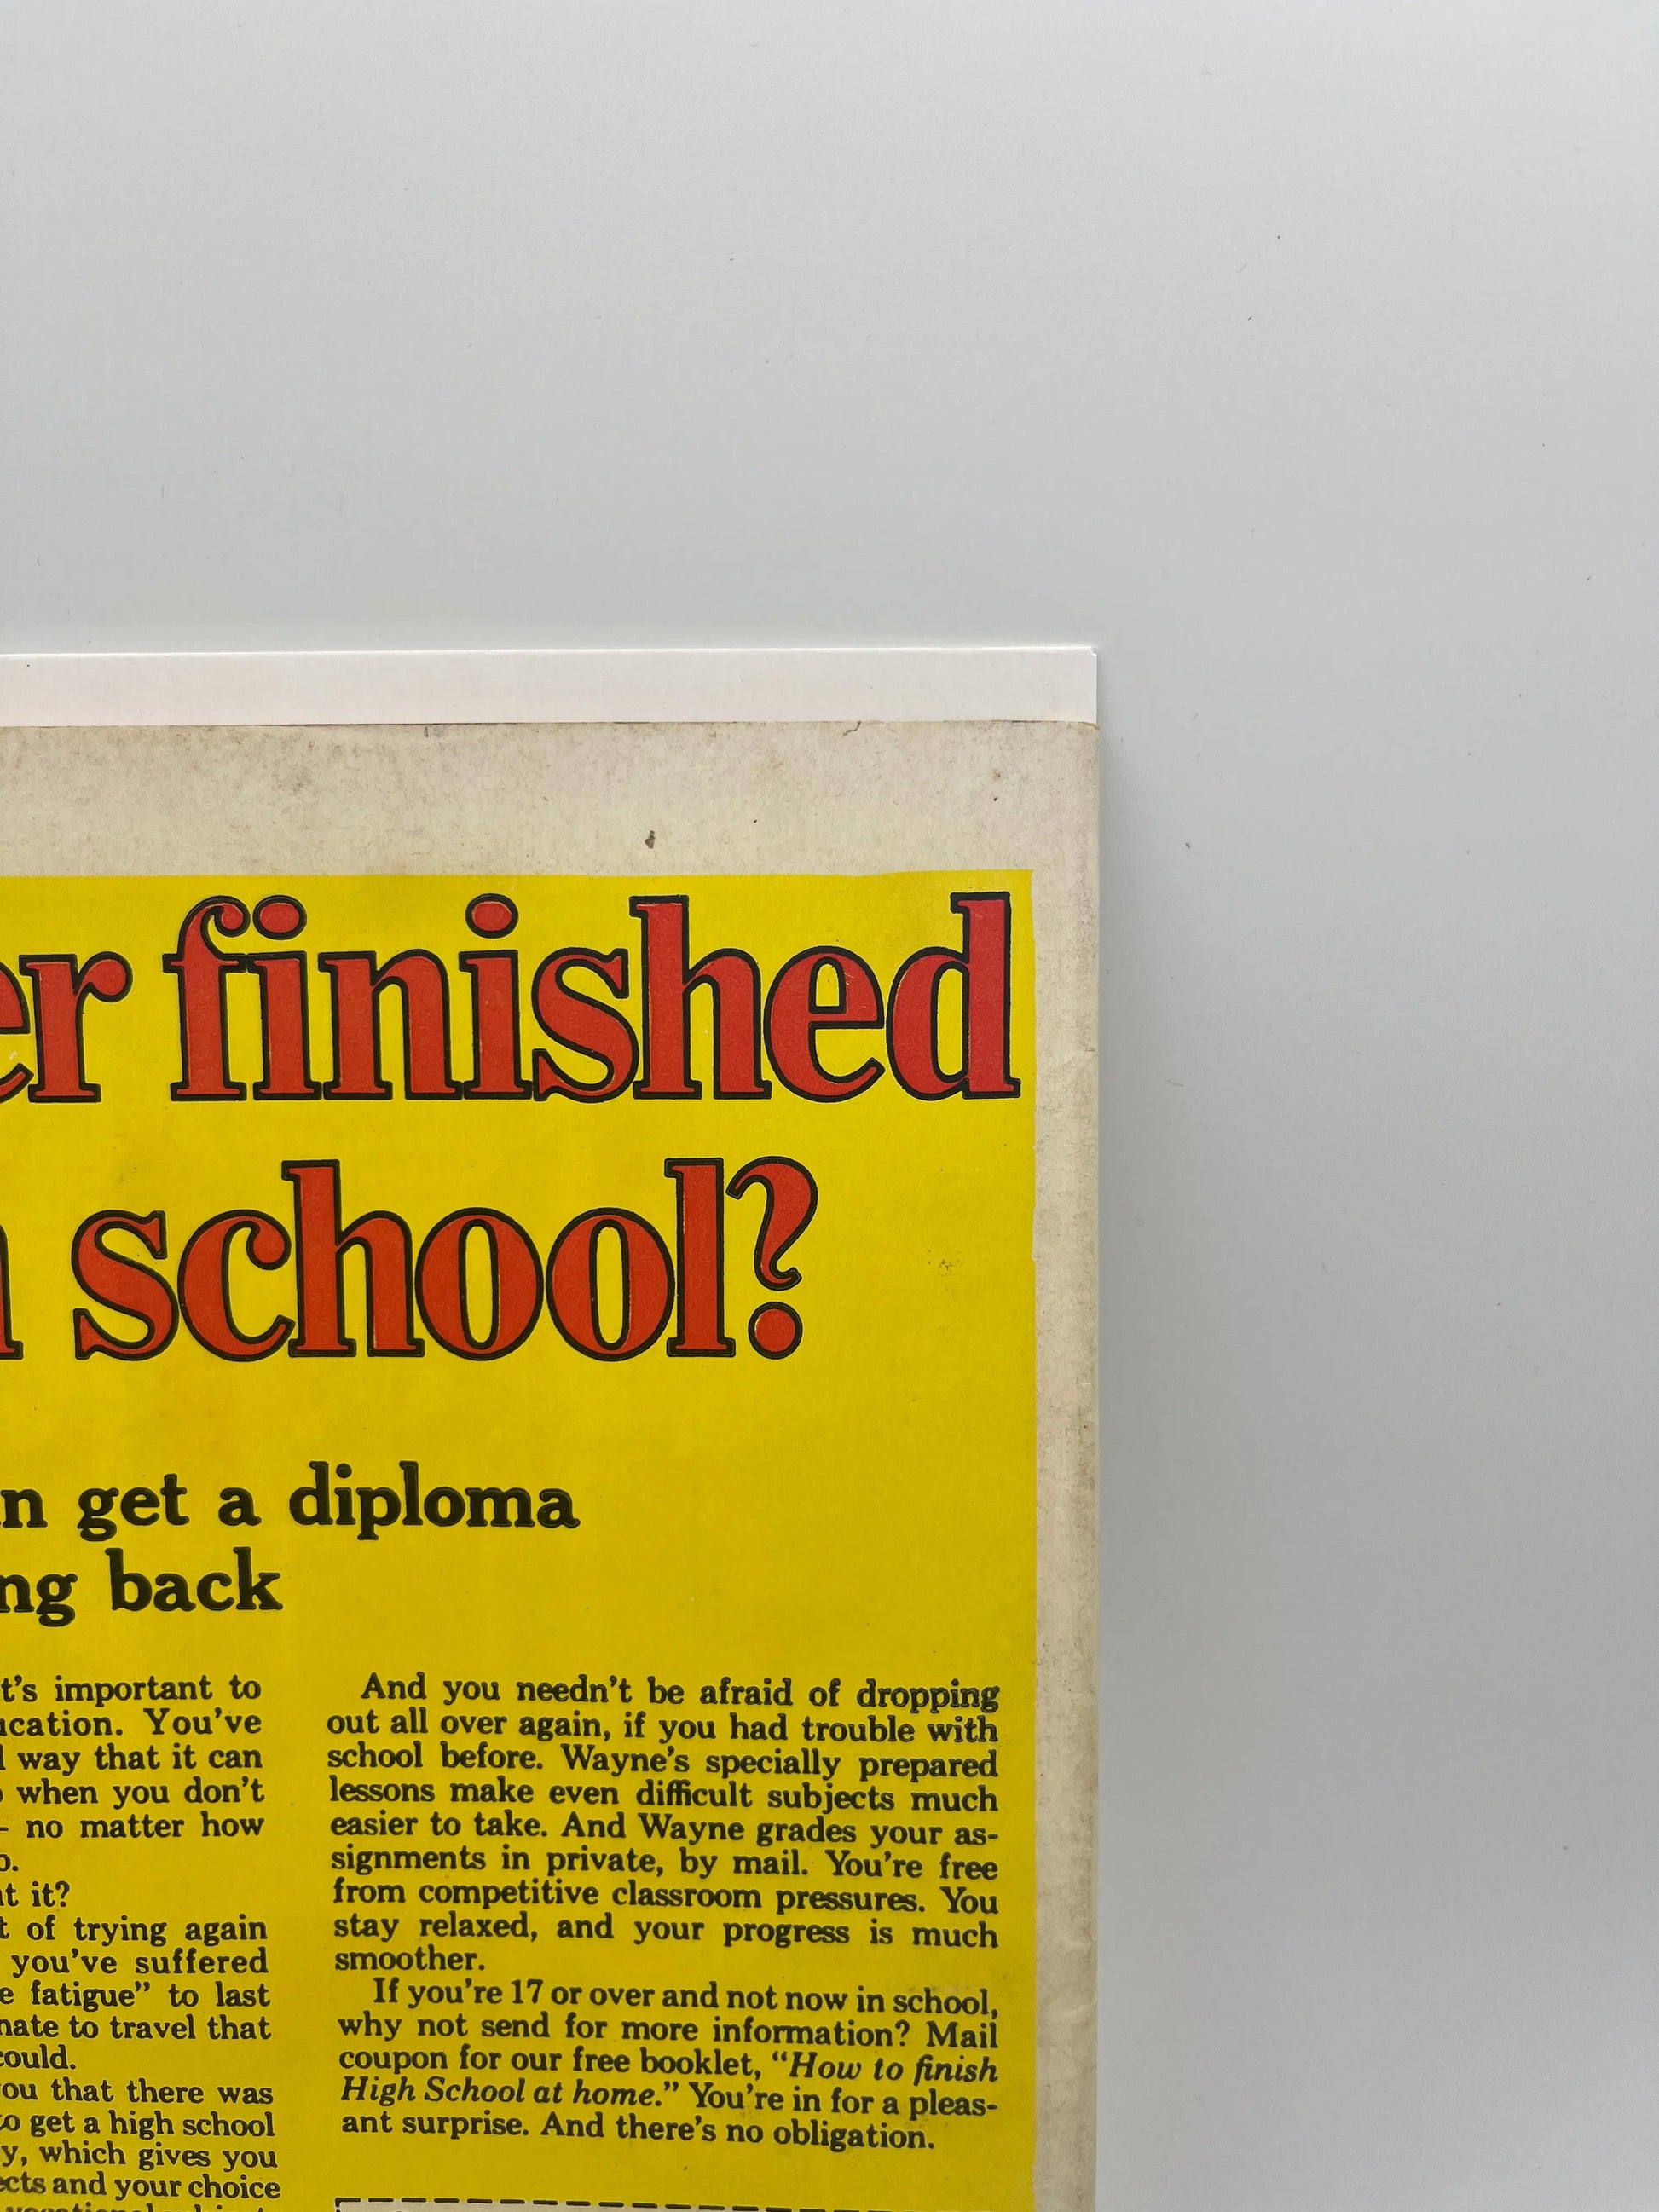 er finished
school?
n get a diploma
ng back
t's important to
ucation. You've
way that it can
when you don't
- no matter how
o.
t it?
t of trying again
you've suffered
e fatigue" to last
nate to travel that
could.
you that there was
to get a high school
y, which gives you
ects and your choice
And you needn't be afraid of dropping
out all over again, if you had trouble with
school before. Wayne's specially prepared
lessons make even difficult subjects much
easier to take. And Wayne grades your as-
signments in private, by mail. You're free
from competitive classroom pressures. You
stay relaxed, and your progress is much
smoother.
If you're 17 or over and not now in school,
why not send for more information? Mail
coupon for our free booklet, "How to finish
High School at home." You're in for a pleas-
ant surprise. And there's no obligation.